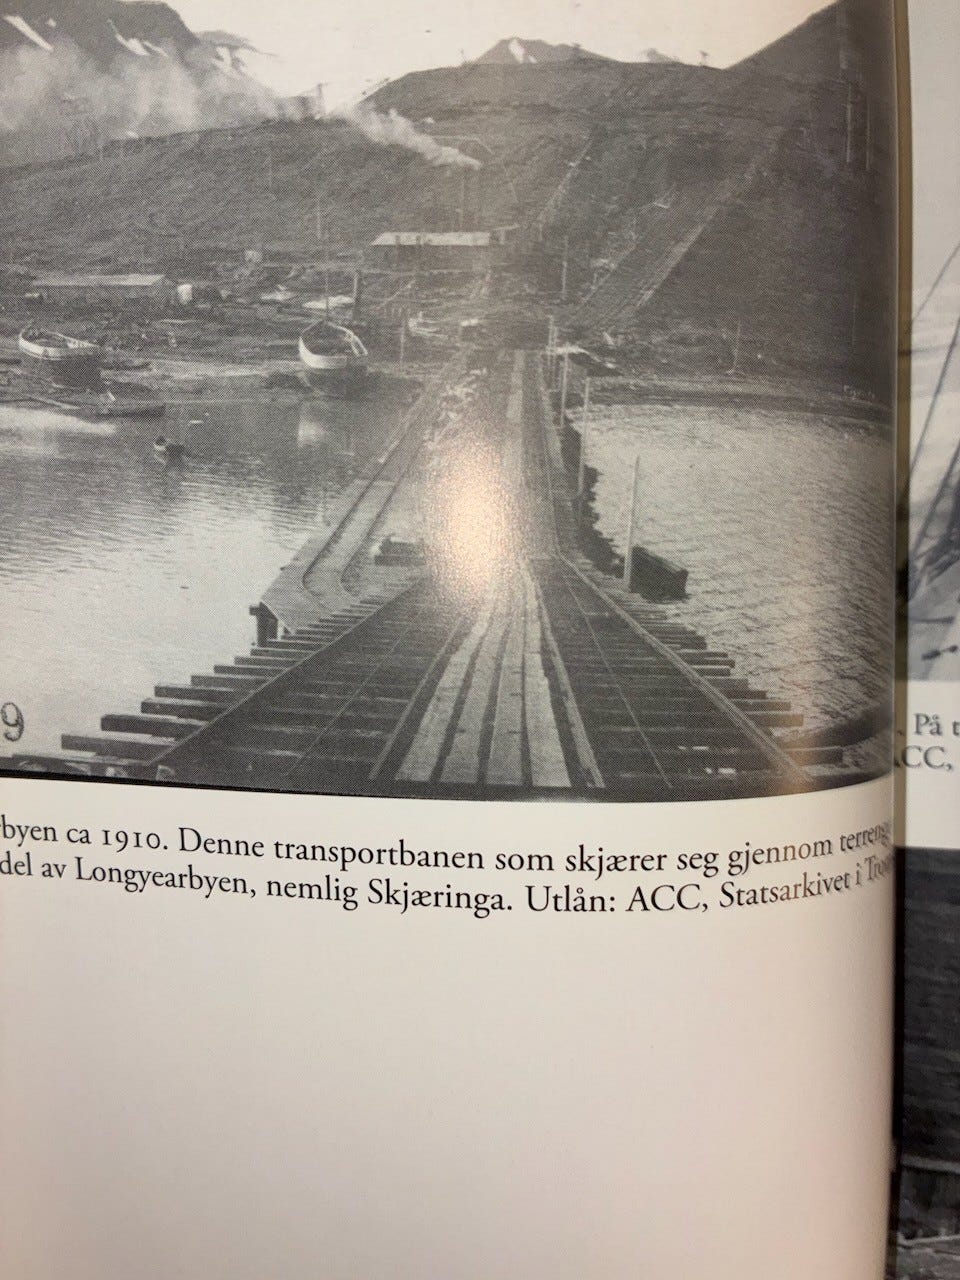 9
byen ca 1910. Denne transportbanen som skjærer seg gjennom
del av Longyearbyen, nemlig Skjæringa. Utlån: ACC, Statsarkivet i
. På t
CC,